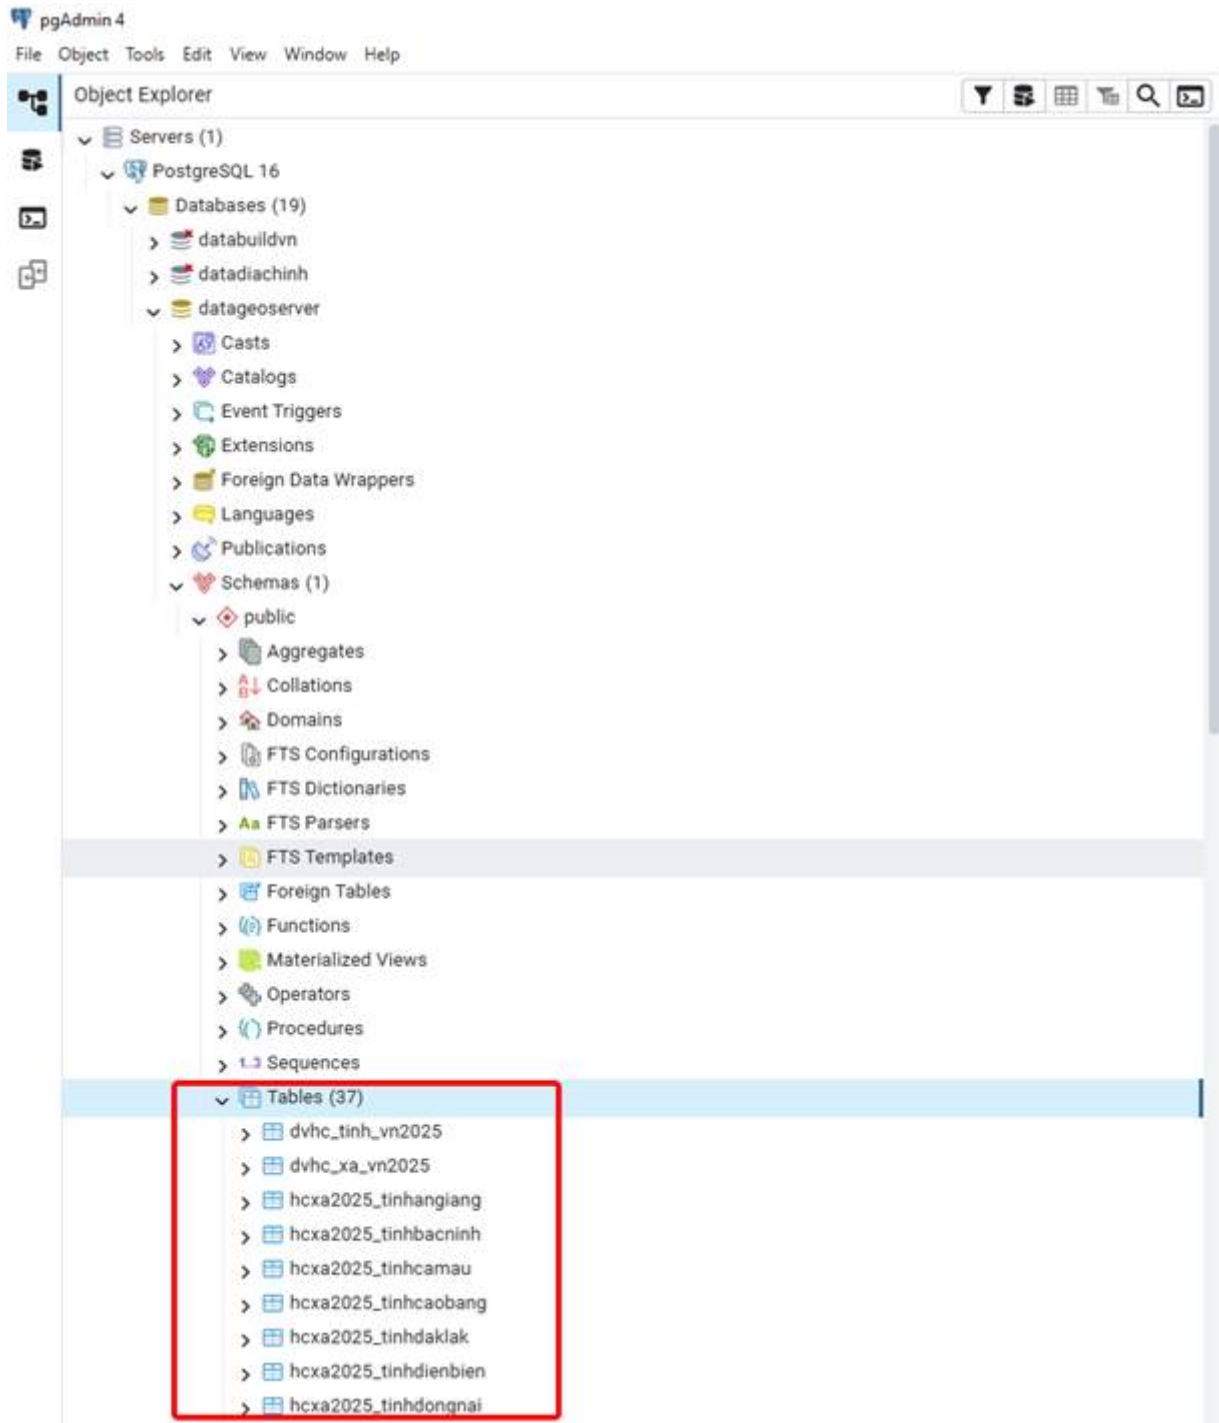 pgAdmin 4
File Object Tools Edit View Window Help
Object Explorer
Servers (1)
PostgreSQL 16
Databases (19)
databuildvn
datadiachinh
datageoserver
Casts
Catalogs
Event Triggers
Extensions
Foreign Data Wrappers
Languages
Publications
Schemas (1)
public
Aggregates
Collations
Domains
FTS Configurations
FTS Dictionaries
Aa FTS Parsers
FTS Templates
Foreign Tables
Functions
Materialized Views
Operators
Procedures
1..3 Sequences
Tables (37)
dvhc_tinh_vn2025
dvhc_xa_vn2025
hcxa2025_tinhangiang
hcxa2025_tinhbacninh
hcxa2025_tinhcamau
hcxa2025_tinhcaobang
hcxa2025_tinhdaklak
hcxa2025_tinhdienbien
hcxa2025_tinhdongnai